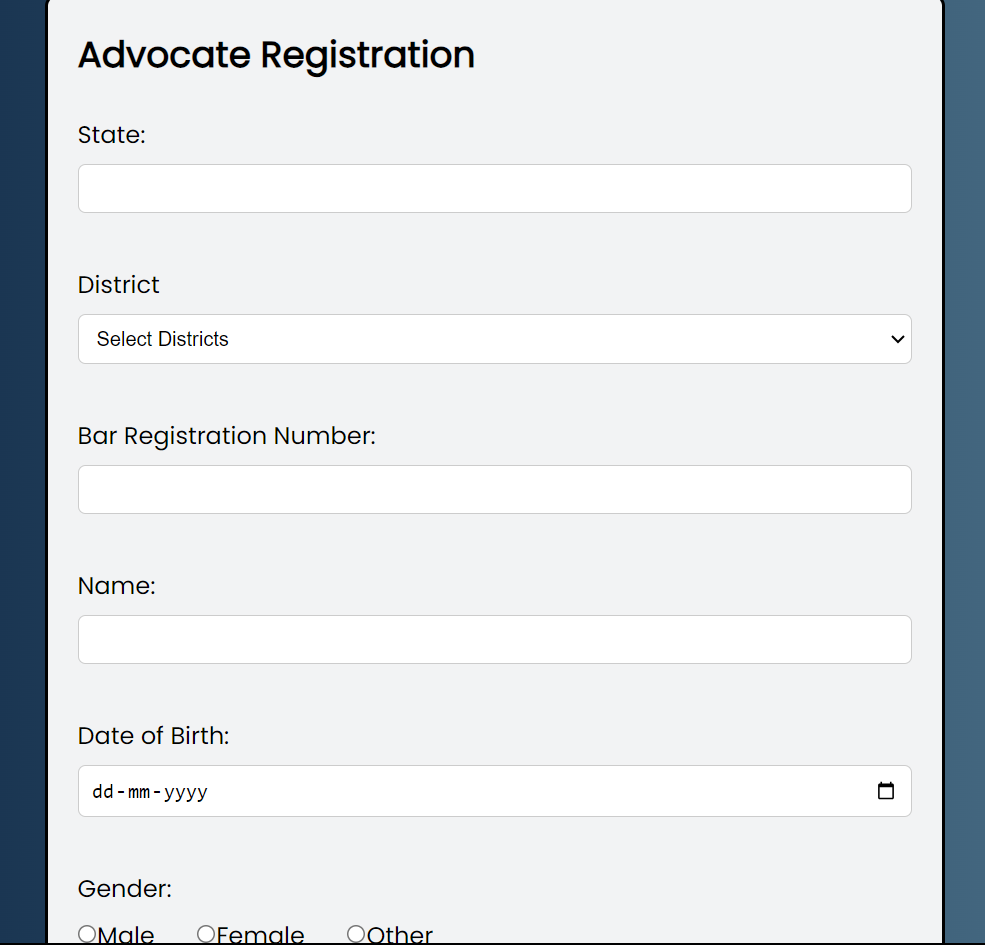 Advocate Registration
State:
District
Select Districts
Bar Registration Number:
Name:
Date of Birth:
dd-mm-yyyy
Gender:
Male Female Other